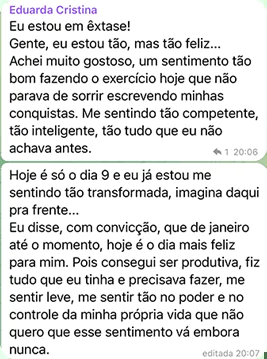 Eduarda Cristina
Eu estou em êxtase!
Gente, eu estou tão, mas tão feliz...
Achei muito gostoso, um sentimento tão
bom fazendo o exercício hoje que não
parava de sorrir escrevendo minhas
conquistas. Me sentindo tão competente,
tão inteligente, tão tudo que eu não
achava antes.
1 20:06
Hoje é só o dia 9 e eu já estou me
sentindo tão transformada, imagina daqui
pra frente...
Eu disse, com convicção, que de janeiro
até o momento, hoje é o dia mais feliz
para mim. Pois consegui ser produtiva, fiz
tudo que eu tinha e precisava fazer, me
sentir leve, me sentir tão no poder e no
controle da minha própria vida que não
quero que esse sentimento vá embora
nunca.
editada 20:07